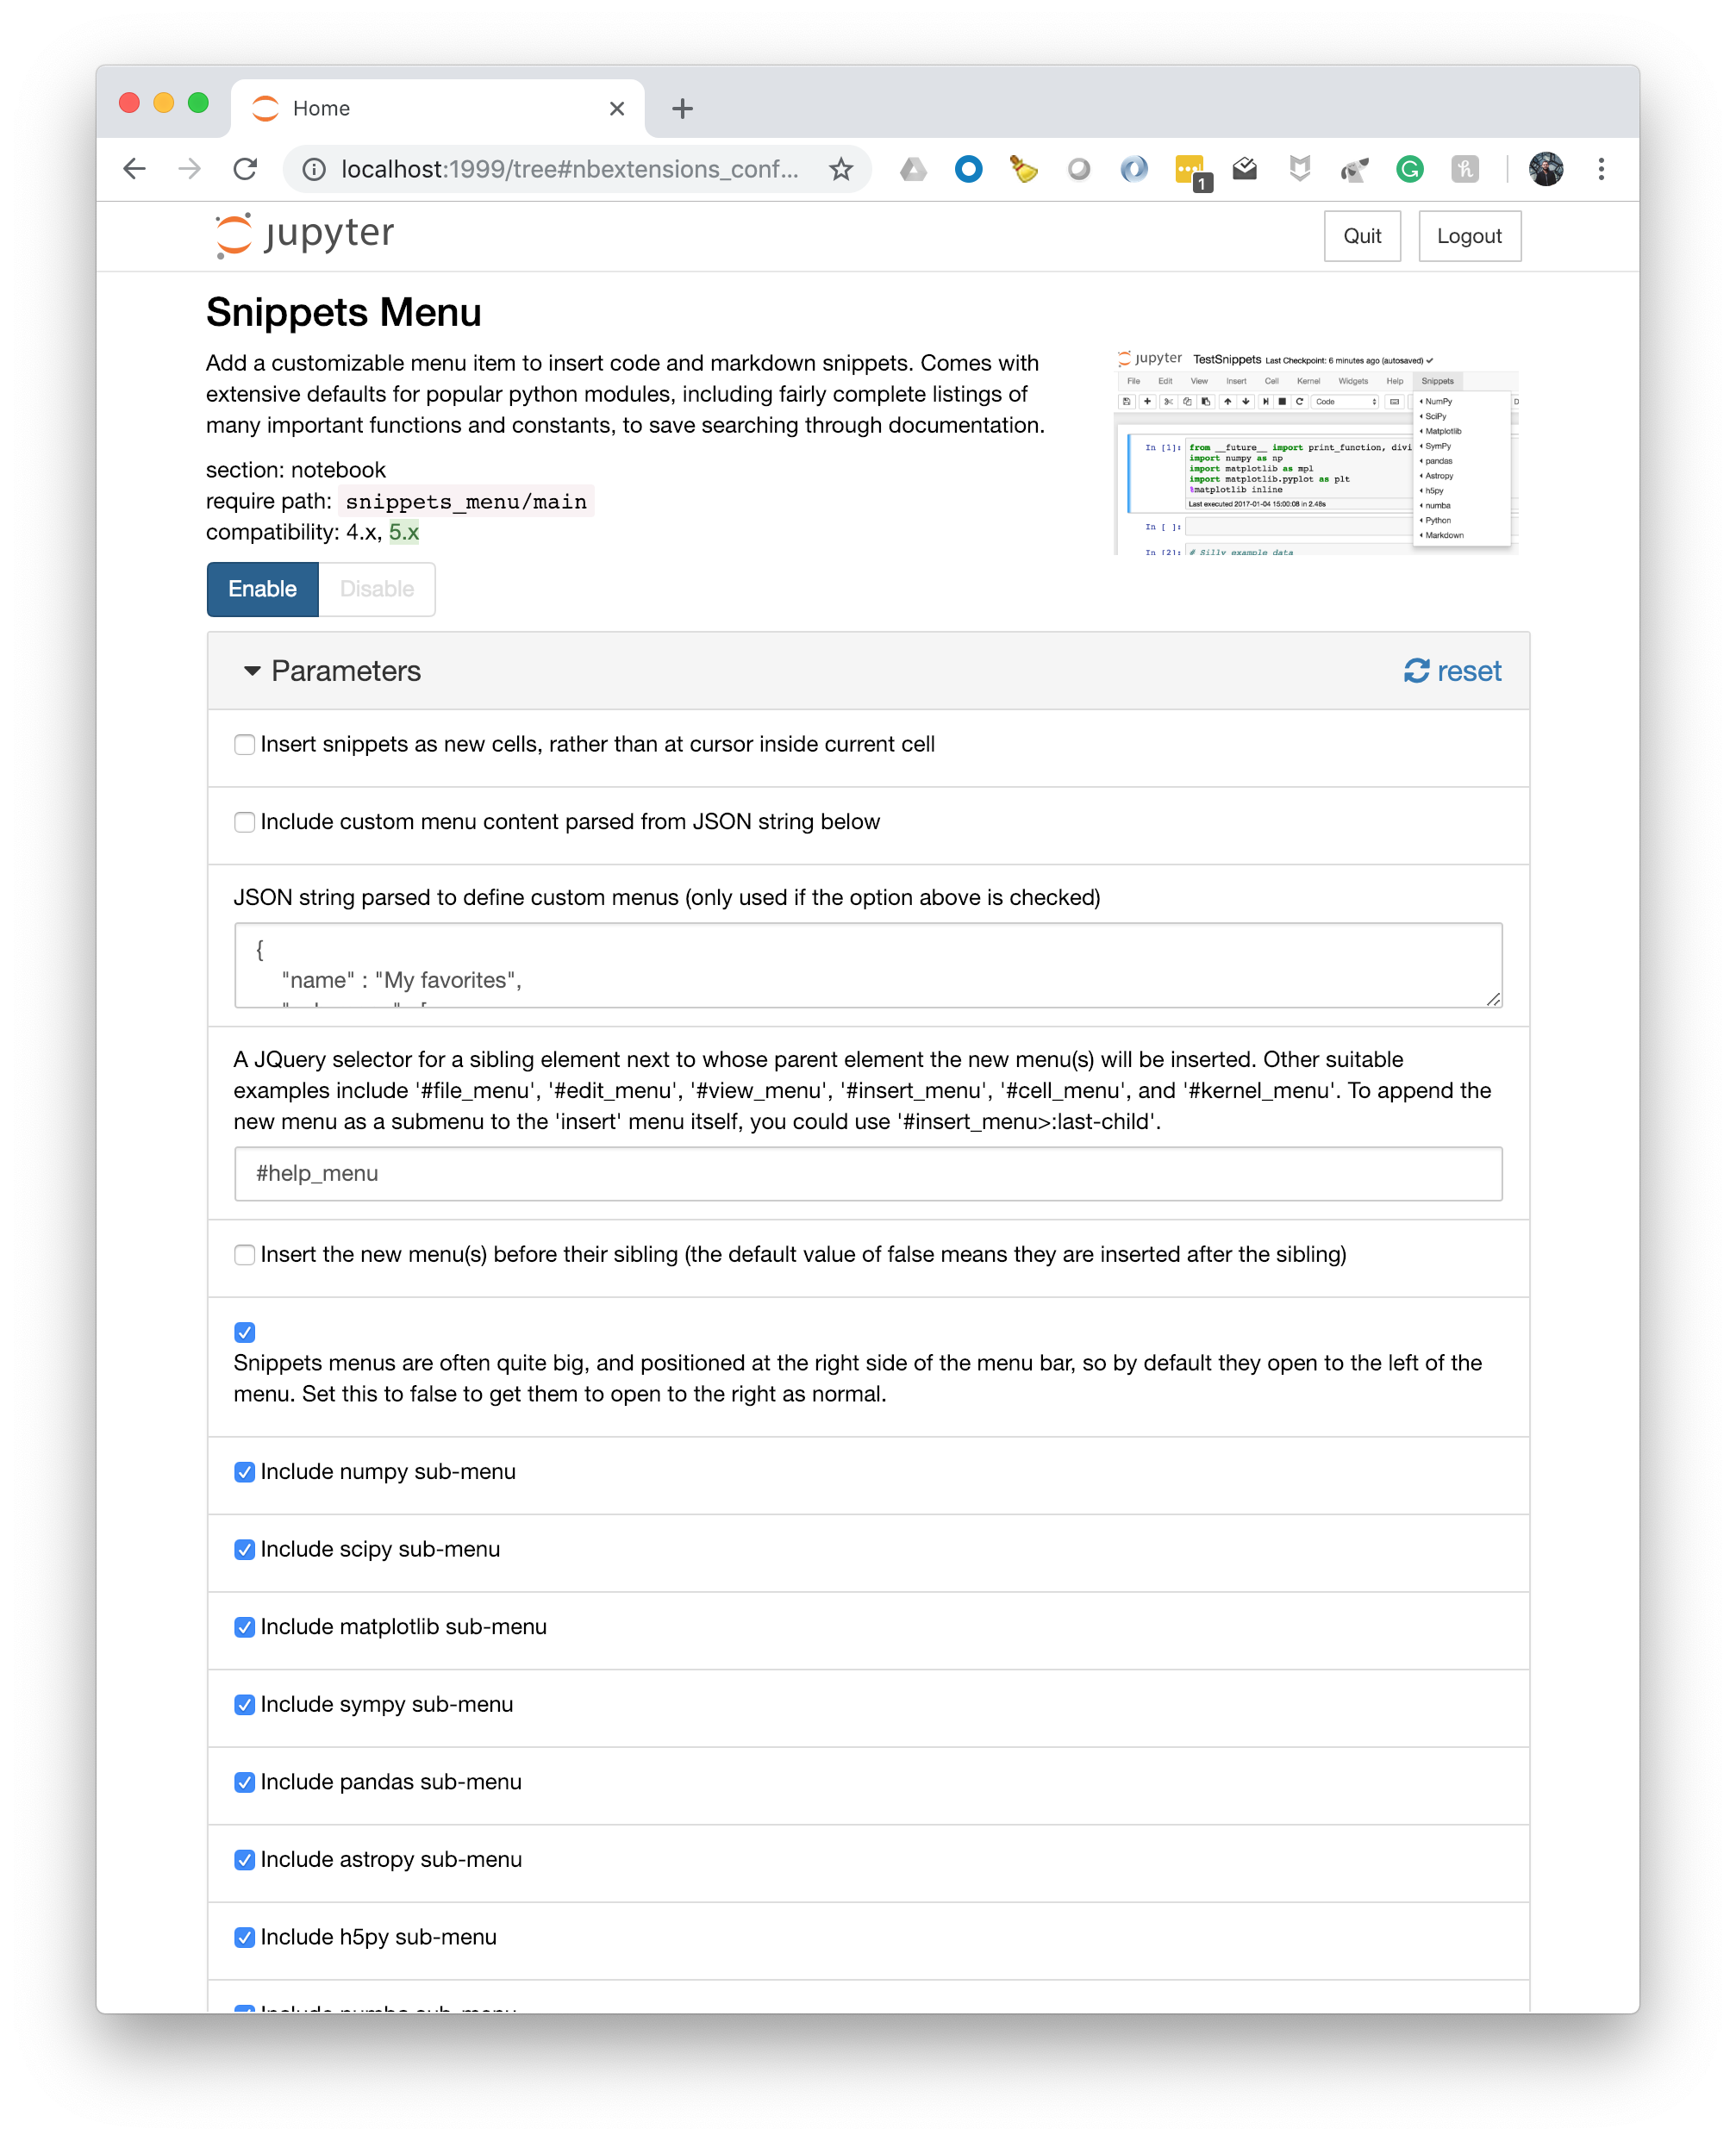 Home
localhost:1999/tree#nbextensions_conf...
1
jupyter
Quit
Logout
Snippets Menu
Add a customizable menu item to insert code and markdown snippets. Comes with
extensive defaults for popular python modules, including fairly complete listings of
many important functions and constants, to save searching through documentation.
section: notebook
require path: snippets_menu/main
compatibility: 4.x, 5.x
Enable
Disable
jupyter TestSnippets Last Checkpoint: 6 minutes ago (autosaved)
File Edit View Insert Cell Kernel Widgets Help Snippets
Code
NumPy
SciPy
Matplotlib
SymPy
pandas
Astropy
h5py
numba
Python
Markdown
In [1]: from __future__ import print_function, divi
import numpy as np
import matplotlib as mpl
import matplotlib.pyplot as plt
%matplotlib inline
Last executed 2017-01-04 15:00:08 in 2.48s
In [ ]:
In [2]: # Silly example data
Parameters
reset
Insert snippets as new cells, rather than at cursor inside current cell
Include custom menu content parsed from JSON string below
JSON string parsed to define custom menus (only used if the option above is checked)
{
"name" : "My favorites",
A JQuery selector for a sibling element next to whose parent element the new menu(s) will be inserted. Other suitable
examples include '#file_menu', '#edit_menu', '#view_menu', '#insert_menu', '#cell_menu', and '#kernel_menu'. To append the
new menu as a submenu to the 'insert' menu itself, you could use '#insert_menu>:last-child'.
#help_menu
Insert the new menu(s) before their sibling (the default value of false means they are inserted after the sibling)
Snippets menus are often quite big, and positioned at the right side of the menu bar, so by default they open to the left of the
menu. Set this to false to get them to open to the right as normal.
Include numpy sub-menu
Include scipy sub-menu
Include matplotlib sub-menu
Include sympy sub-menu
Include pandas sub-menu
Include astropy sub-menu
Include h5py sub-menu
Include numba sub-menu